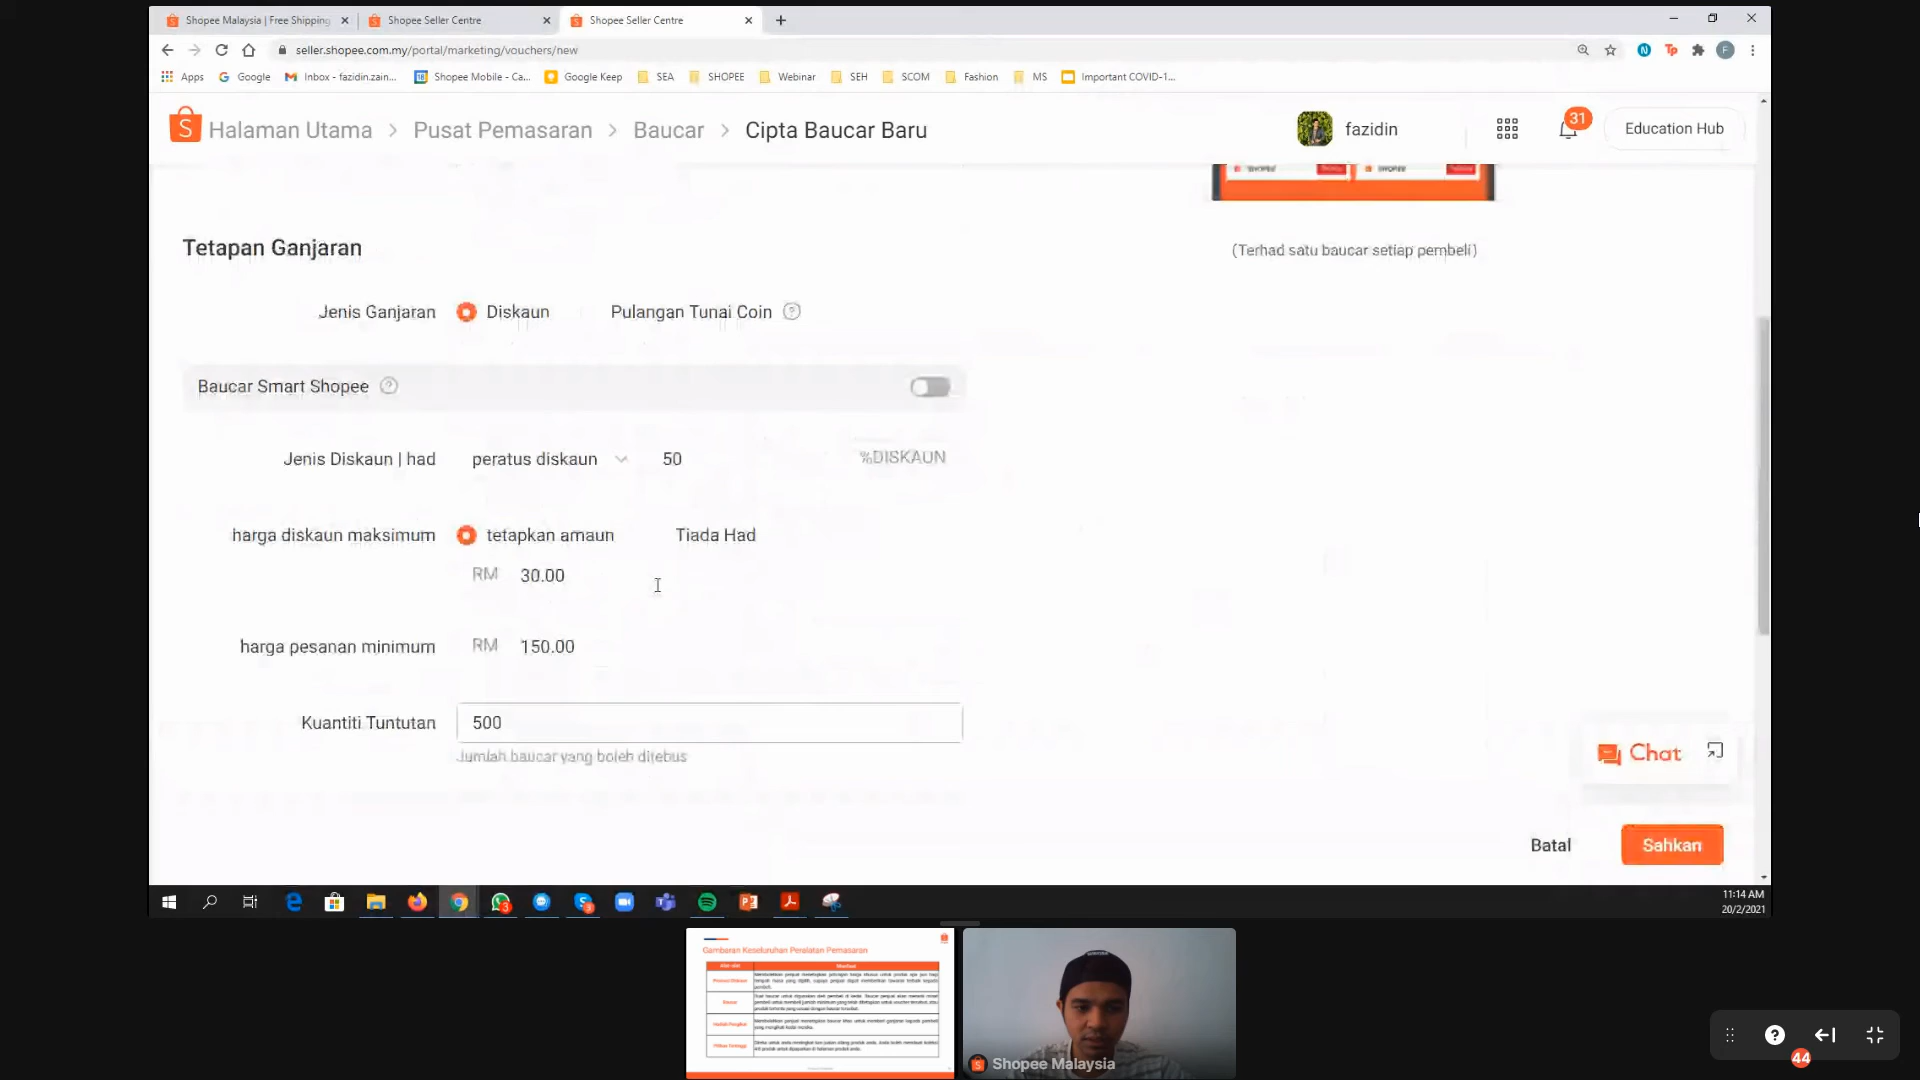 Shopee Malaysia | Free Shipping
Shopee Seller Centre
Shopee Seller Centre
seller.shopee.com.my/portal/marketing/vouchers/new
Apps
Google
Inbox - fazidin.zain...
Shopee Mobile - Ca...
Google Keep
SEA
SHOPEE
Webinar
SEH
SCOM
Fashion
MS
Important COVID-1...
Halaman Utama > Pusat Pemasaran > Baucar > Cipta Baucar Baru
fazidin
31
Education Hub
(Terhad satu baucar setiap pembeli)
Tetapan Ganjaran
Jenis Ganjaran Diskaun Pulangan Tunai Coin
Baucar Smart Shopee
Jenis Diskaun | had peratus diskaun 50 %DISKAUN
harga diskaun maksimum tetapkan amaun Tiada Had
RM 30.00
harga pesanan minimum RM 150.00
Kuantiti Tuntutan 500
Jumlah baucar yang boleh ditebus
Chat
Batal
Sahkan
11:14 AM
20/2/2021
Gambaran Keseluruhan Peralatan Pemasaran
Shopee Malaysia
44